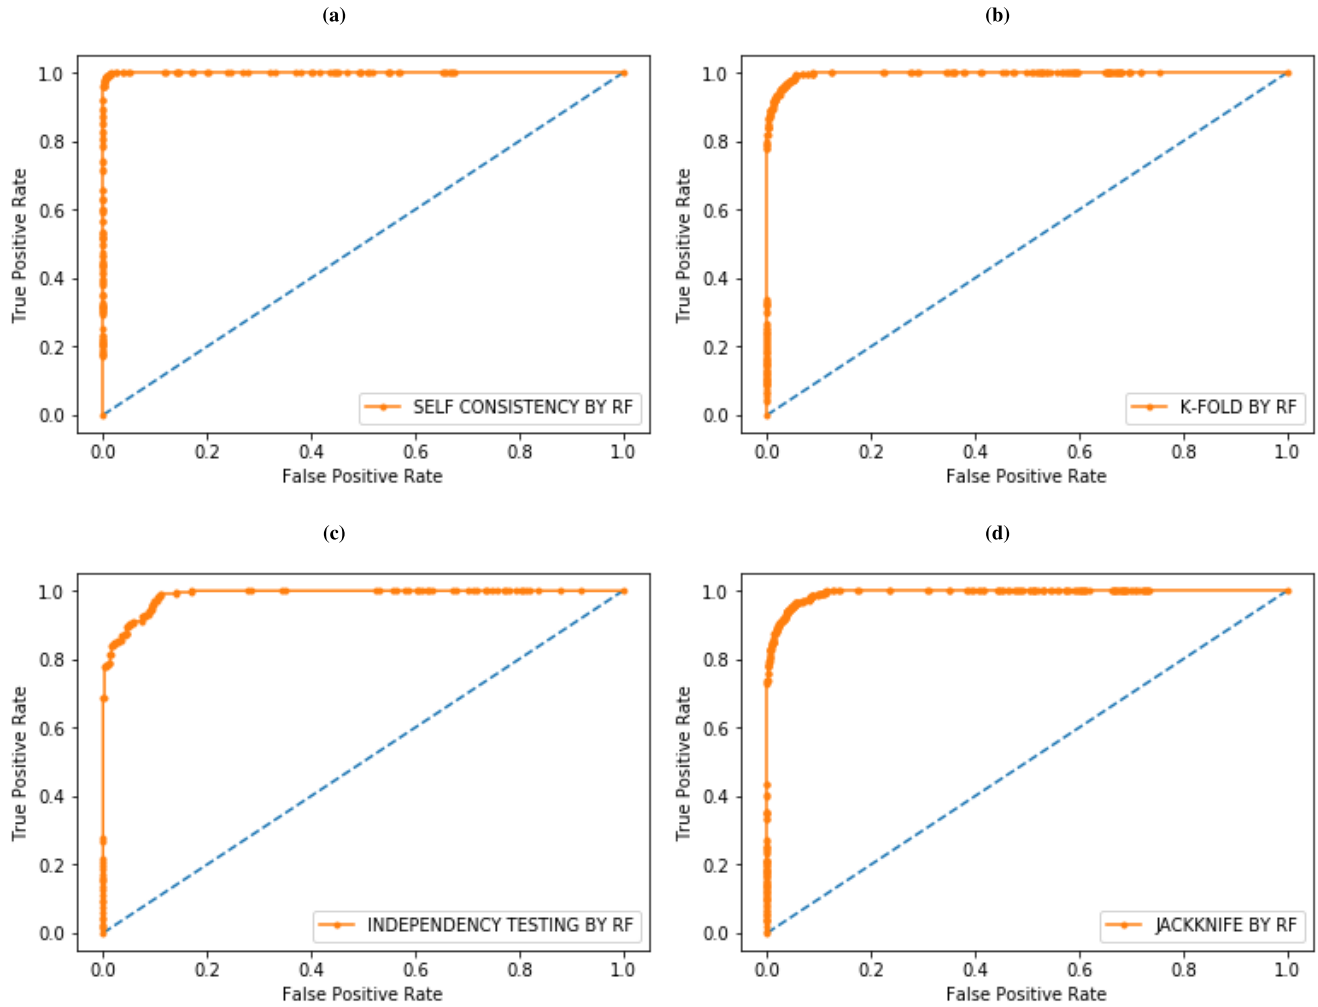 (a)
1.0
0.8
0.6
0.4
0.2
0.0
True Positive Rate
SELF CONSISTENCY BY RF
0.0 0.2 0.4 0.6 0.8 1.0
False Positive Rate
(b)
1.0
0.8
0.6
0.4
0.2
0.0
True Positive Rate
K-FOLD BY RF
0.0 0.2 0.4 0.6 0.8 1.0
False Positive Rate
(c)
1.0
0.8
0.6
0.4
0.2
0.0
True Positive Rate
INDEPENDENCY TESTING BY RF
0.0 0.2 0.4 0.6 0.8 1.0
False Positive Rate
(d)
1.0
0.8
0.6
0.4
0.2
0.0
True Positive Rate
JACKKNIFE BY RF
0.0 0.2 0.4 0.6 0.8 1.0
False Positive Rate